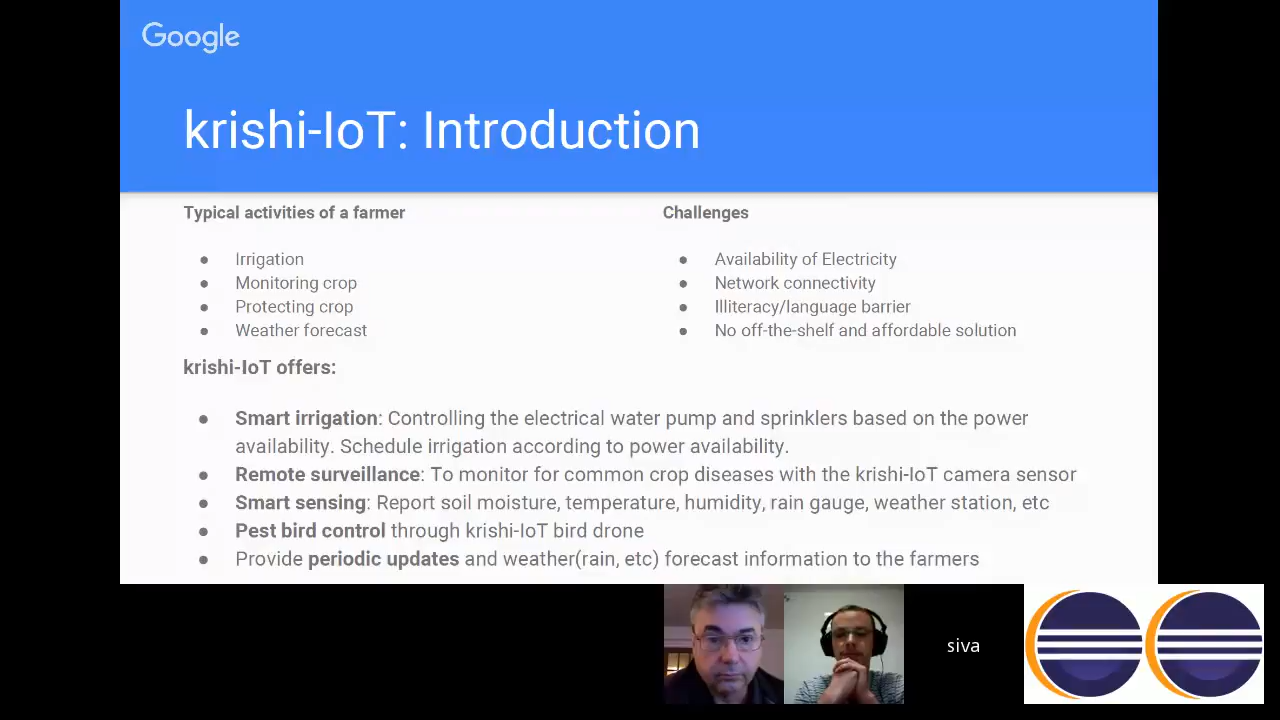 Google
krishi-IoT: Introduction
Typical activities of a farmer
● Irrigation
● Monitoring crop
● Protecting crop
● Weather forecast
Challenges
● Availability of Electricity
● Network connectivity
● Illiteracy/language barrier
● No off-the-shelf and affordable solution
krishi-IoT offers:
● Smart irrigation: Controlling the electrical water pump and sprinklers based on the power
availability. Schedule irrigation according to power availability.
● Remote surveillance: To monitor for common crop diseases with the krishi-IoT camera sensor
● Smart sensing: Report soil moisture, temperature, humidity, rain gauge, weather station, etc
● Pest bird control through krishi-IoT bird drone
● Provide periodic updates and weather(rain, etc) forecast information to the farmers
siva